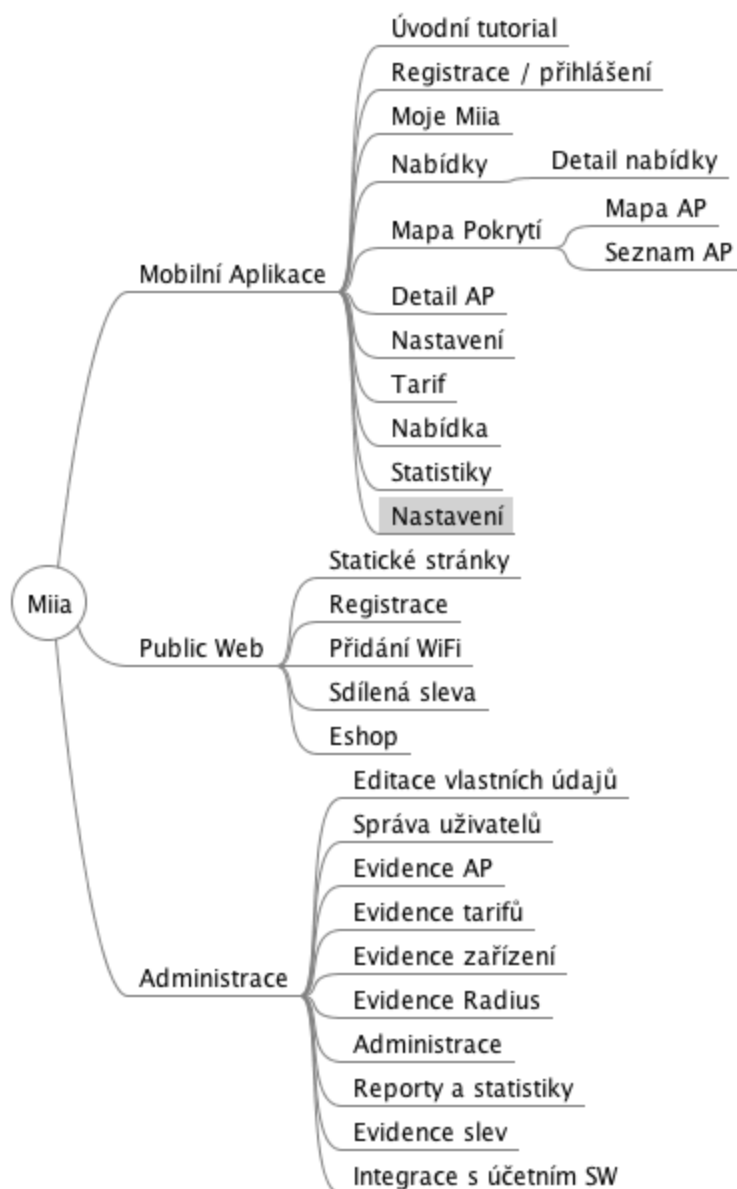 Miia
Mobilní Aplikace
Úvodní tutorial
Registrace / přihlášení
Moje Miia
Nabídky
Detail nabídky
Mapa Pokrytí
Mapa AP
Seznam AP
Detail AP
Nastavení
Tarif
Nabídka
Statistiky
Nastavení
Public Web
Statické stránky
Registrace
Přidání WiFi
Sdílená sleva
Eshop
Administrace
Editace vlastních údajů
Správa uživatelů
Evidence AP
Evidence tarifů
Evidence zařízení
Evidence Radius
Administrace
Reporty a statistiky
Evidence slev
Integrace s účetním SW